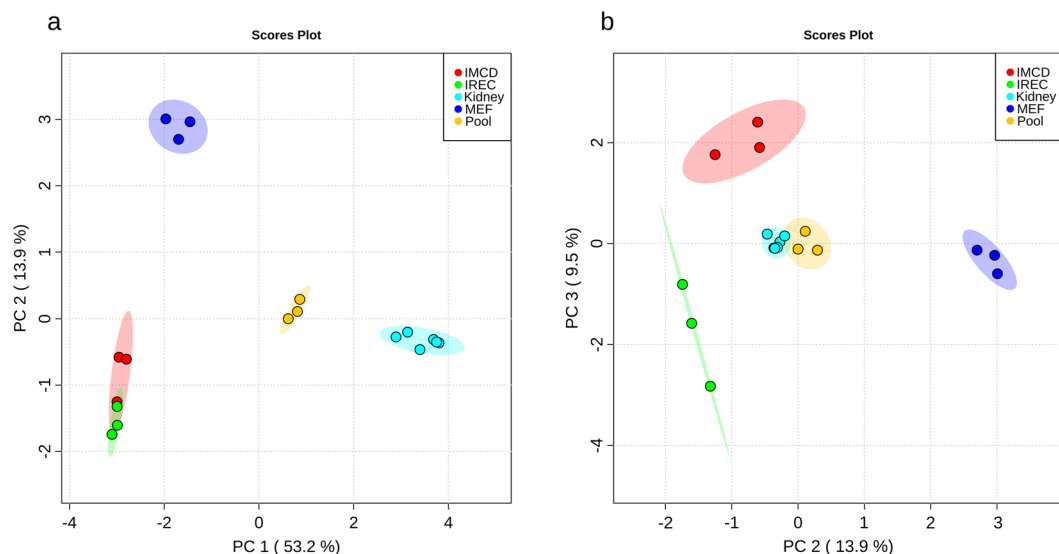 a
Scores Plot
IMCD
IREC
Kidney
MEF
Pool
3
2
1
0
-1
-2
PC 2 ( 13.9 %)
-4
-2
0
2
4
PC 1 ( 53.2 %)
b
Scores Plot
IMCD
IREC
Kidney
MEF
Pool
2
0
-2
-4
PC 3 ( 9.5 %)
-2
-1
0
1
2
3
PC 2 ( 13.9 %)